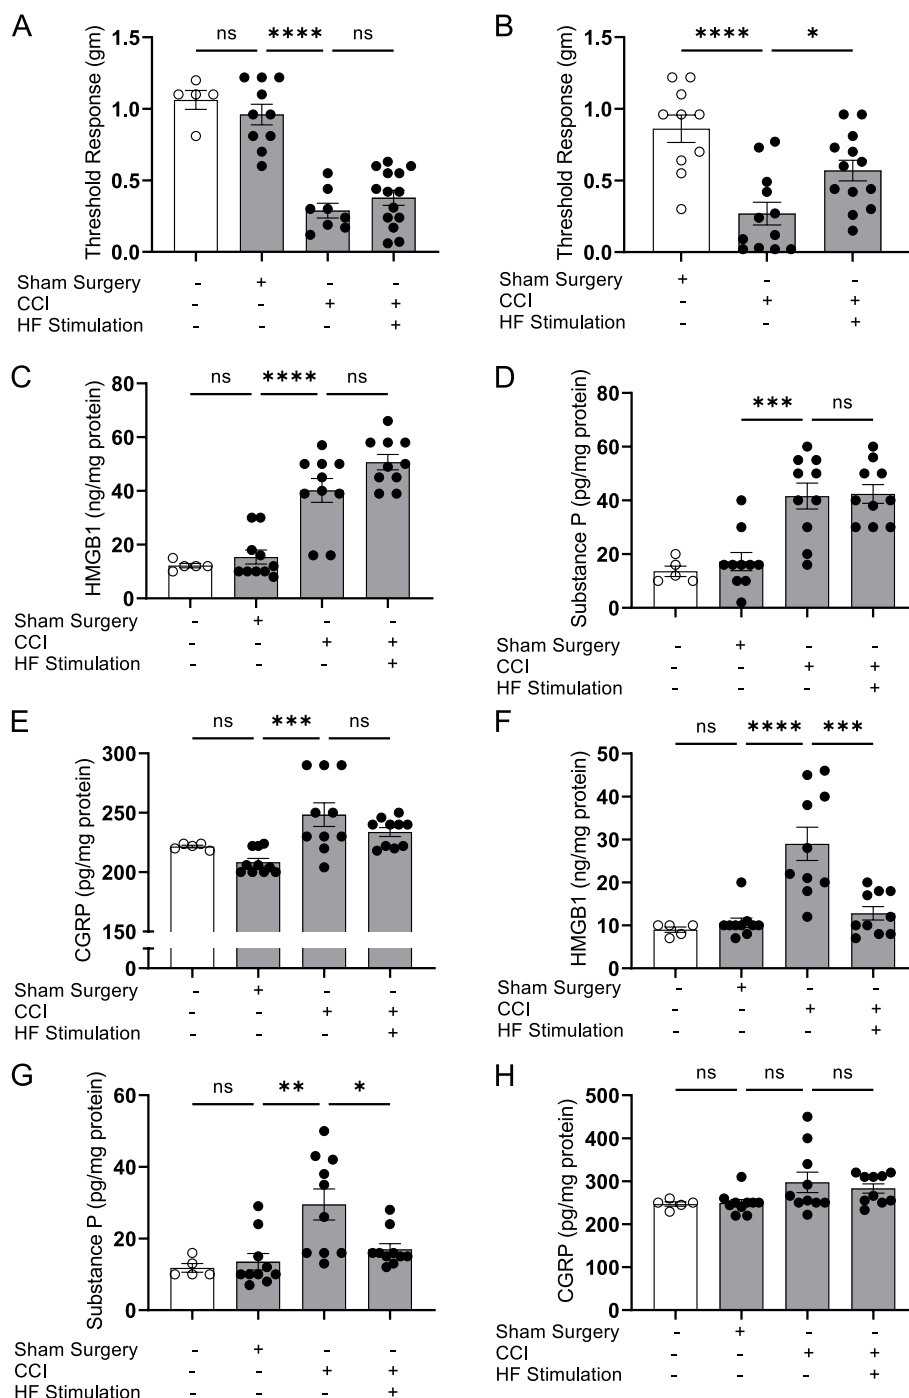 A
ns **** ns
Threshold Response (gm)
1.5
1.0
0.5
0.0
Sham Surgery - + - -
CCI - - + +
HF Stimulation - - - +
B
**** *
Threshold Response (gm)
1.5
1.0
0.5
0.0
Sham Surgery + - -
CCI - + +
HF Stimulation - - +
C
ns **** ns
HMGB1 (ng/mg protein)
80
60
40
20
0
Sham Surgery - + - -
CCI - - + +
HF Stimulation - - - +
D
*** ns
Substance P (pg/mg protein)
80
60
40
20
0
Sham Surgery - + - -
CCI - - + +
HF Stimulation - - - +
E
ns *** ns
CGRP (pg/mg protein)
300
250
200
150
0
Sham Surgery - + - -
CCI - - + +
HF Stimulation - - - +
F
ns **** ***
HMGB1 (ng/mg protein)
50
40
30
20
10
0
Sham Surgery - + - -
CCI - - + +
HF Stimulation - - - +
G
ns ** *
Substance P (pg/mg protein)
60
40
20
0
Sham Surgery - + - -
CCI - - + +
HF Stimulation - - - +
H
ns ns ns
CGRP (pg/mg protein)
500
400
300
200
100
0
Sham Surgery - + - -
CCI - - + +
HF Stimulation - - - +